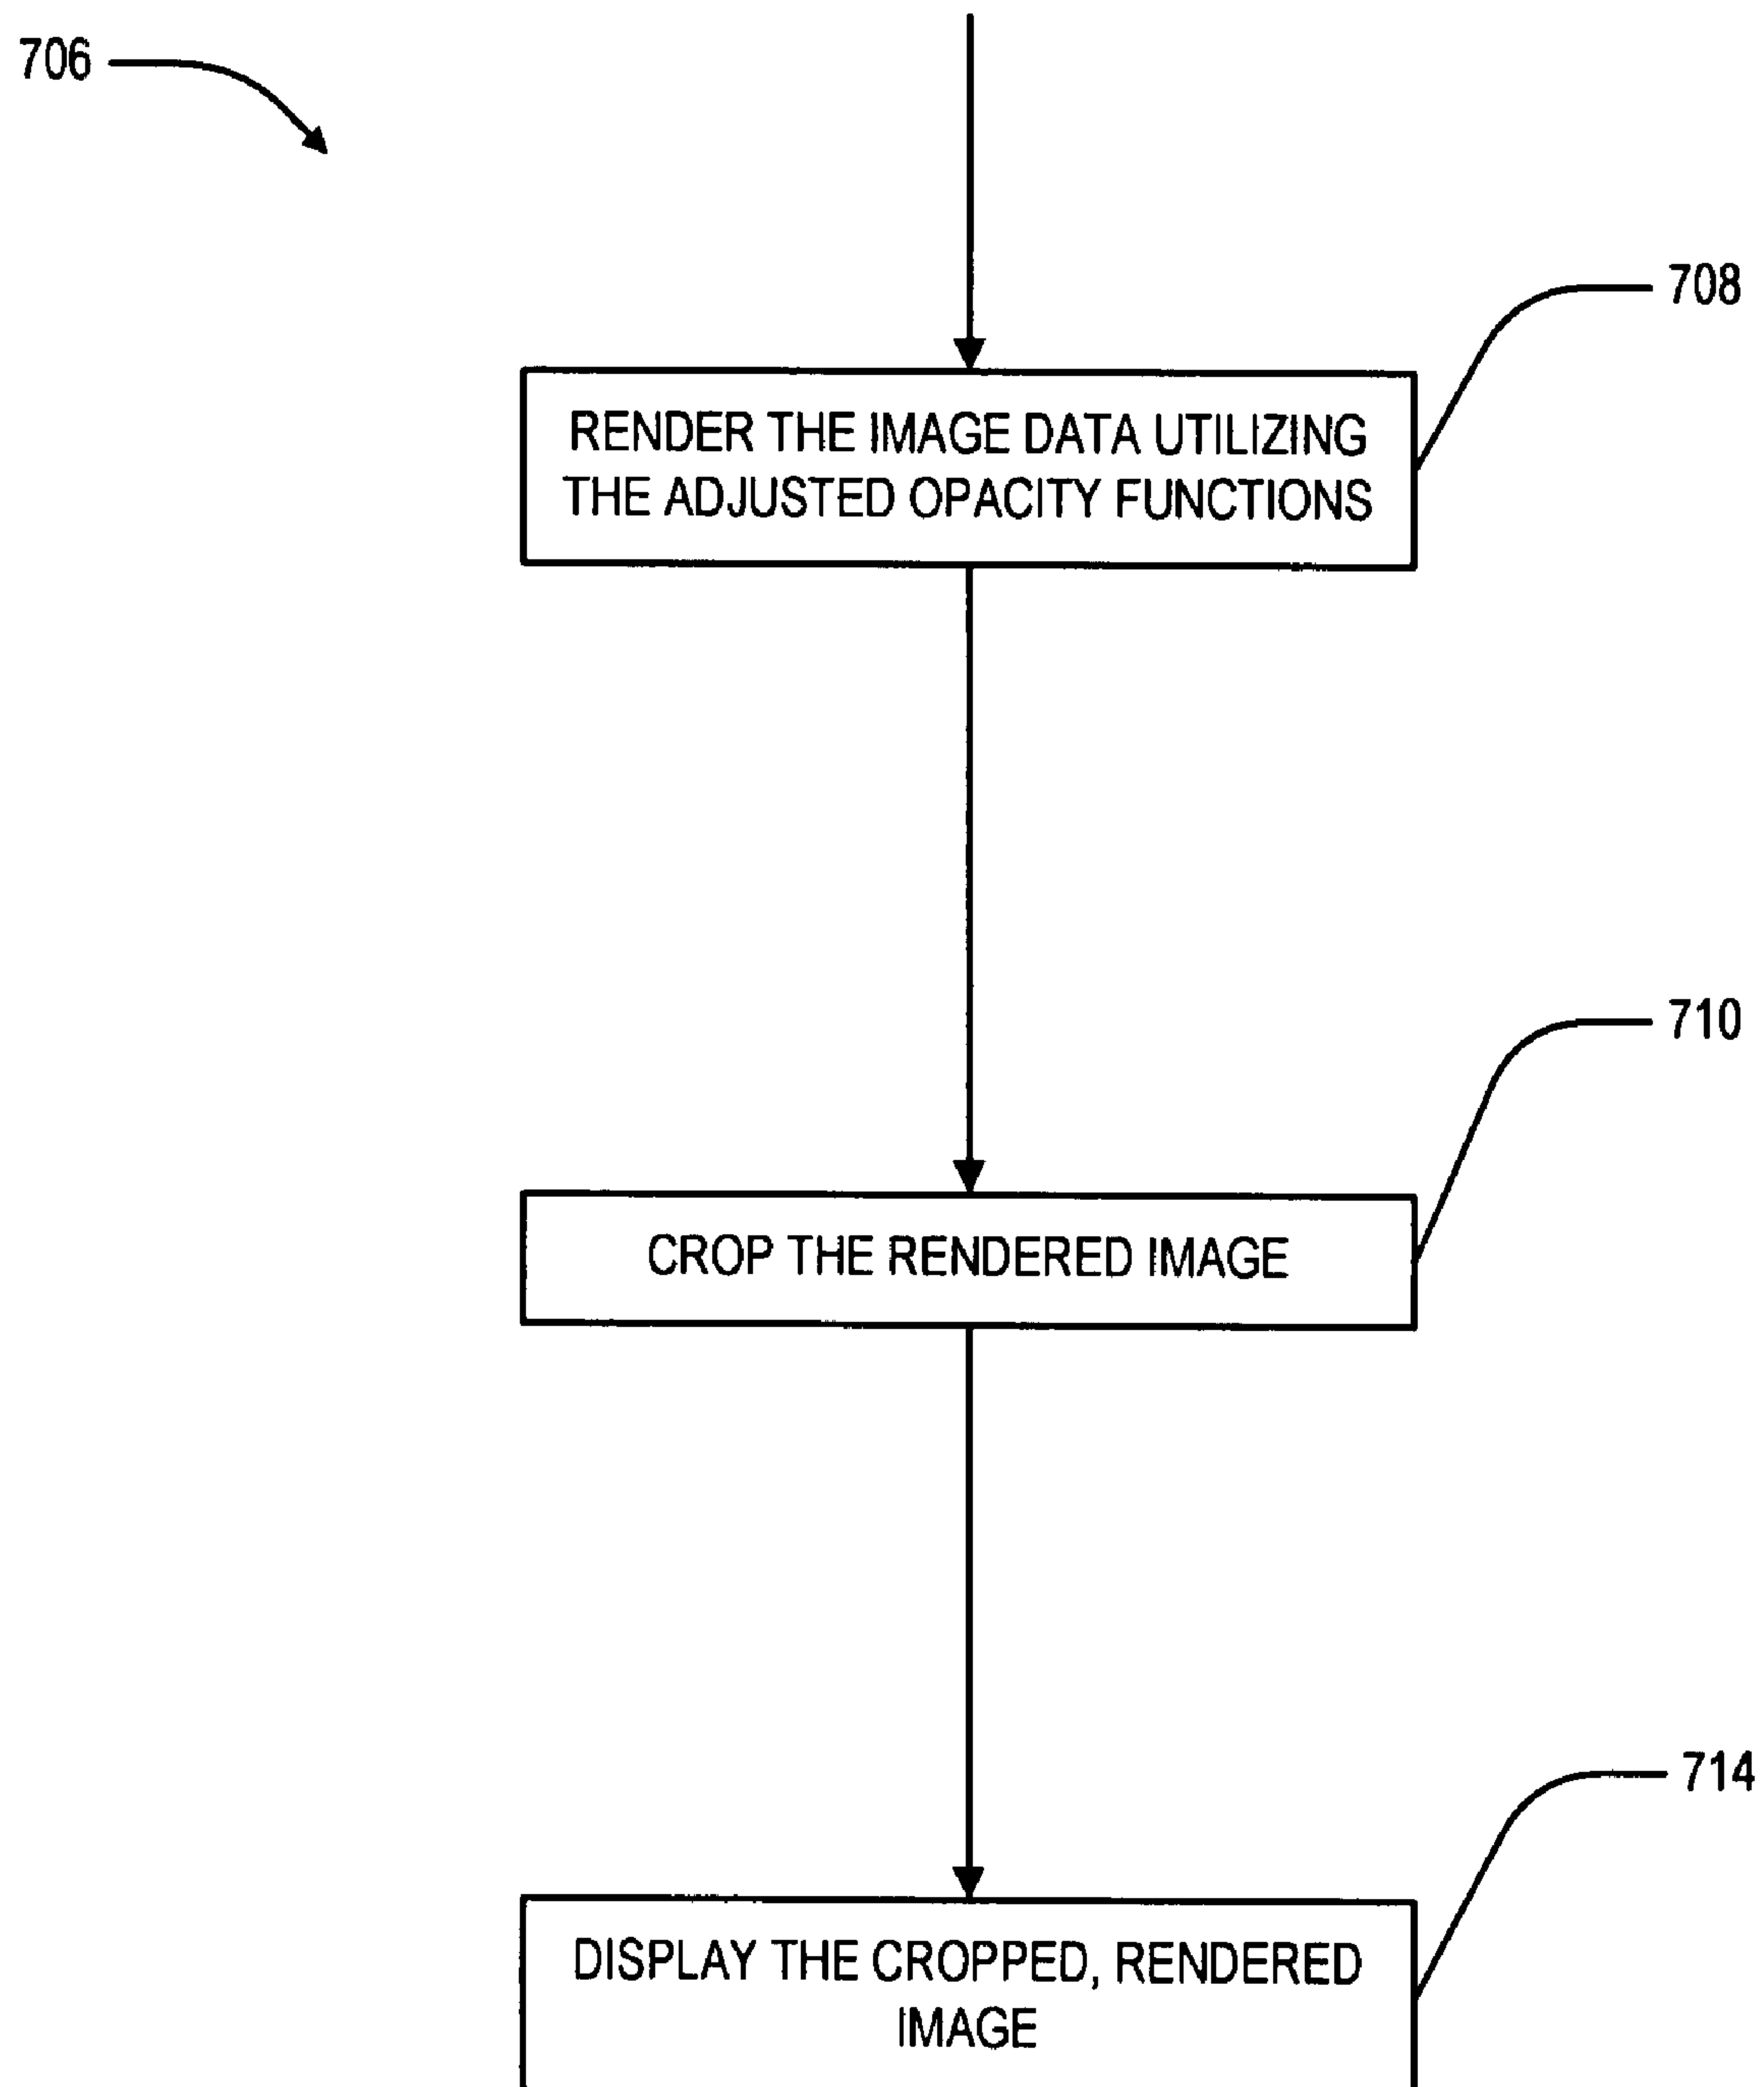 706
708
RENDER THE IMAGE DATA UTILIZING
THE ADJUSTED OPACITY FUNCTIONS
710
CROP THE RENDERED IMAGE
714
DISPLAY THE CROPPED, RENDERED
IMAGE